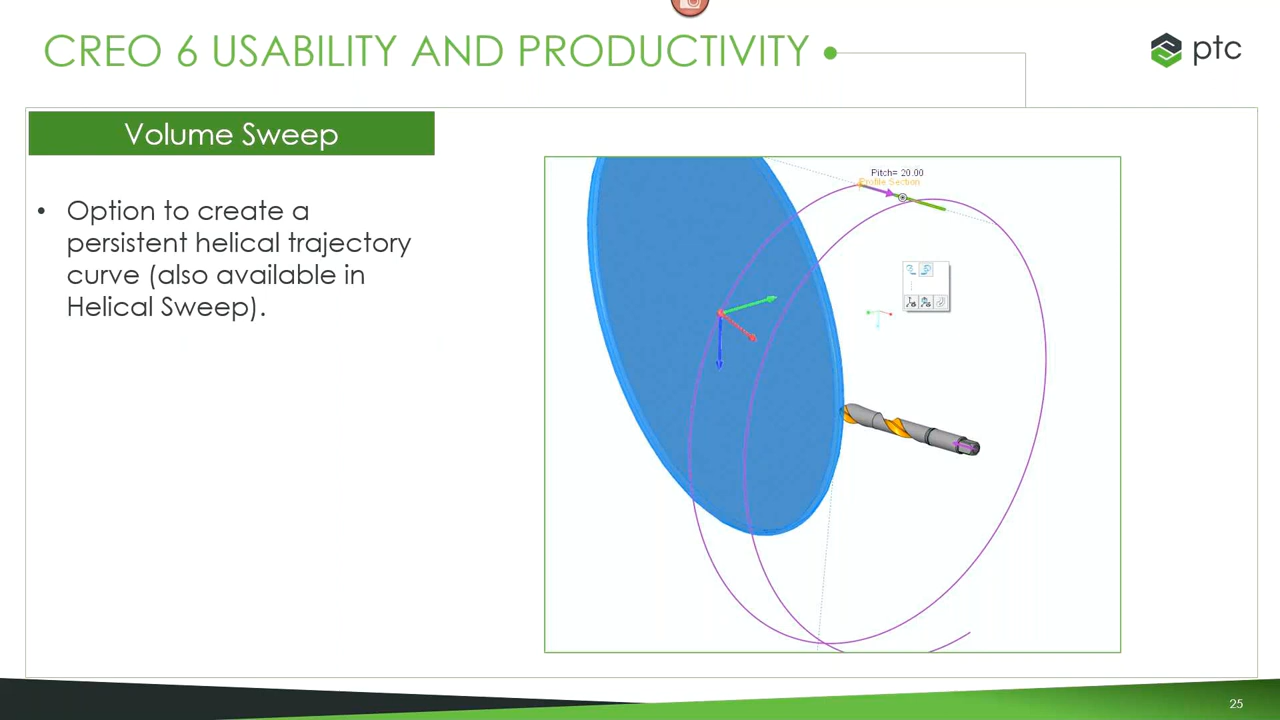 CREO 6 USABILITY AND PRODUCTIVITY
ptc
Volume Sweep
• Option to create a
persistent helical trajectory
curve (also available in
Helical Sweep).
Pitch= 20.00
Profile Section
25